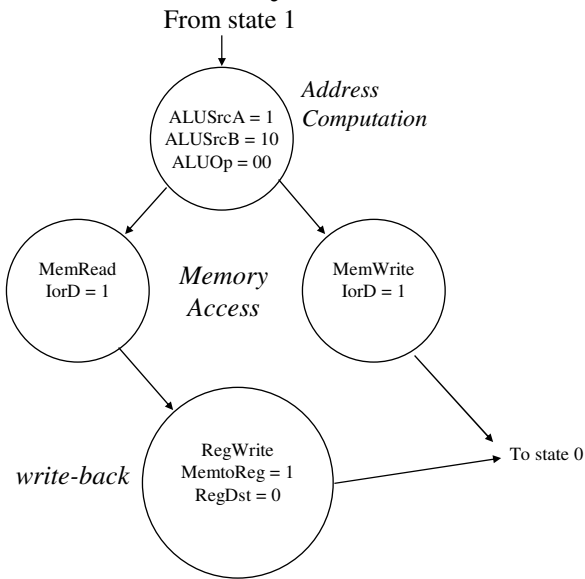 From state 1
Address
Computation
ALUSrcA = 1
ALUSrcB = 10
ALUOp = 00
MemRead
IorD = 1
Memory
Access
MemWrite
IorD = 1
RegWrite
MemtoReg = 1
RegDst = 0
write-back
To state 0